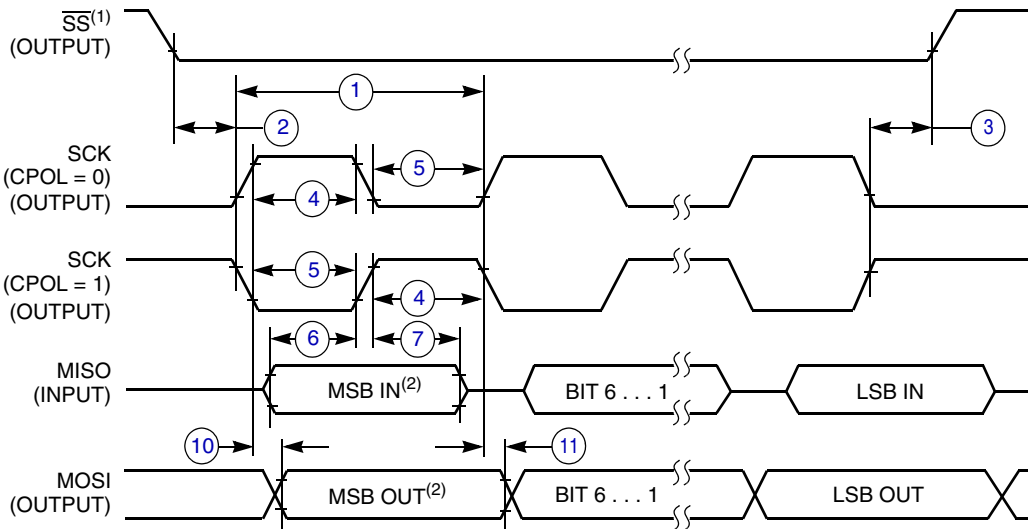 SS(1)
(OUTPUT)
1
2
3
SCK
(CPOL = 0)
(OUTPUT)
5
4
SCK
(CPOL = 1)
(OUTPUT)
5
4
6
7
MISO
(INPUT)
MSB IN(2)
BIT 6 . . . 1
LSB IN
10
11
MOSI
(OUTPUT)
MSB OUT(2)
BIT 6 . . . 1
LSB OUT